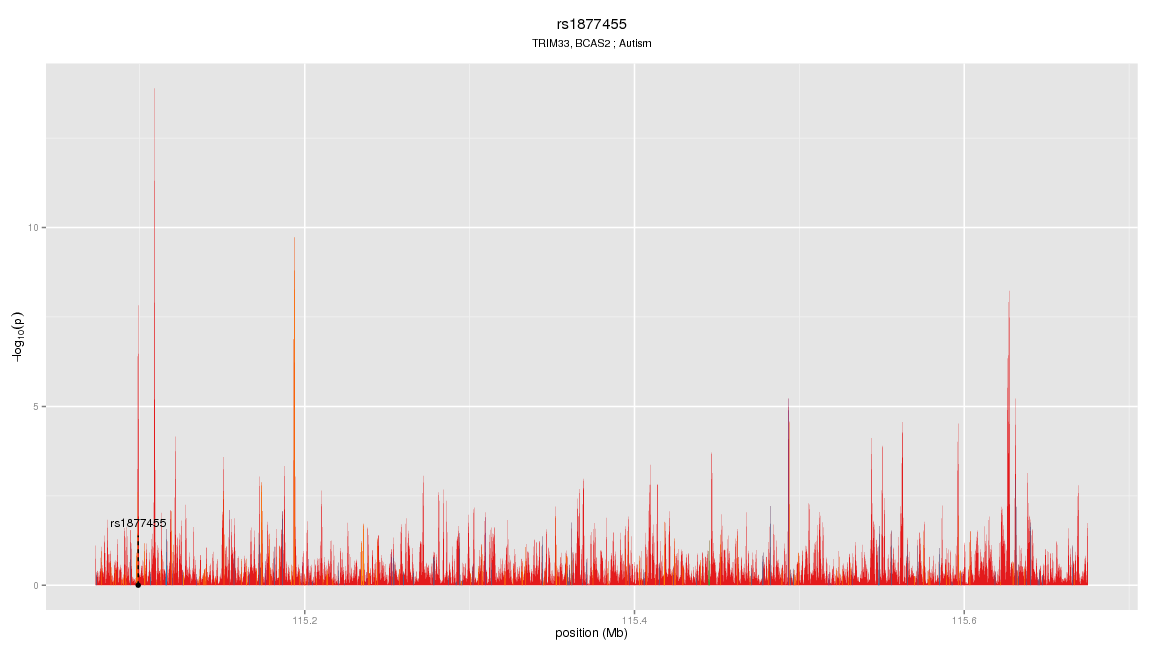 rs1877455
TRIM33, BCAS2 ; Autism
10
5
0
−log10(p)
rs1877455
115.2
115.4
115.6
position (Mb)